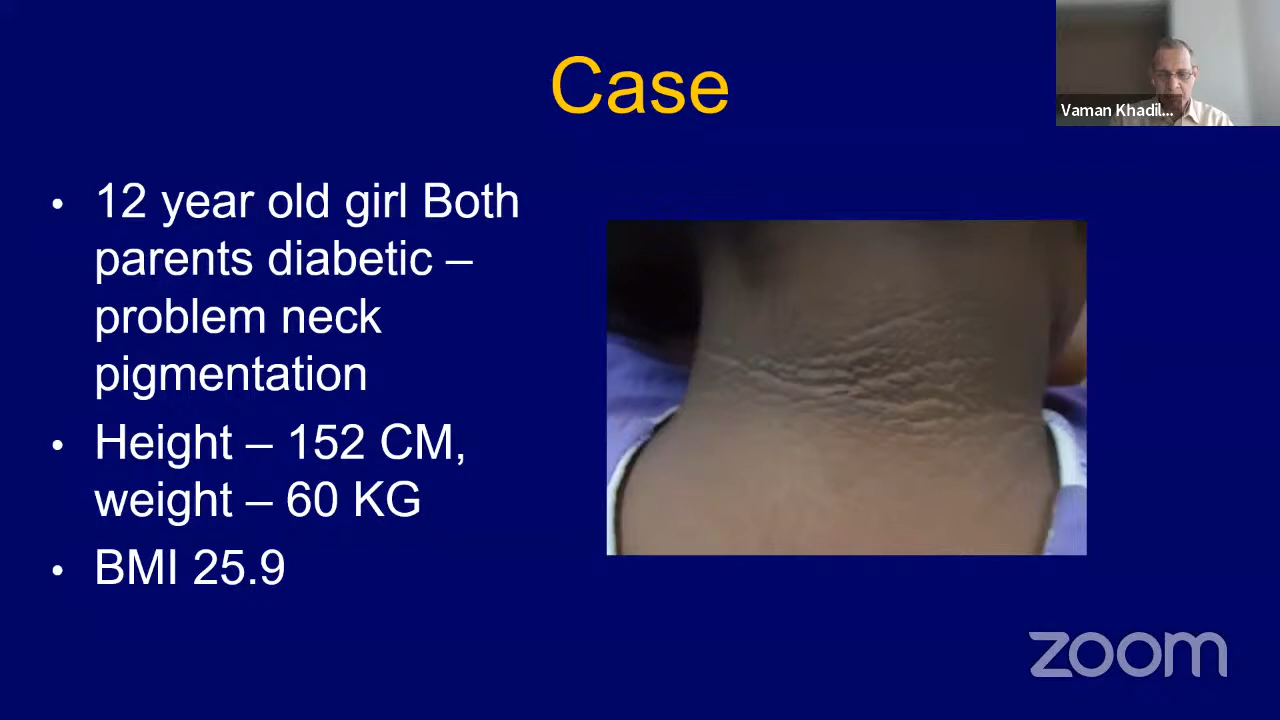 Case
Vaman Khadil...
• 12 year old girl Both
parents diabetic –
problem neck
pigmentation
• Height – 152 CM,
weight – 60 KG
• BMI 25.9
zoom